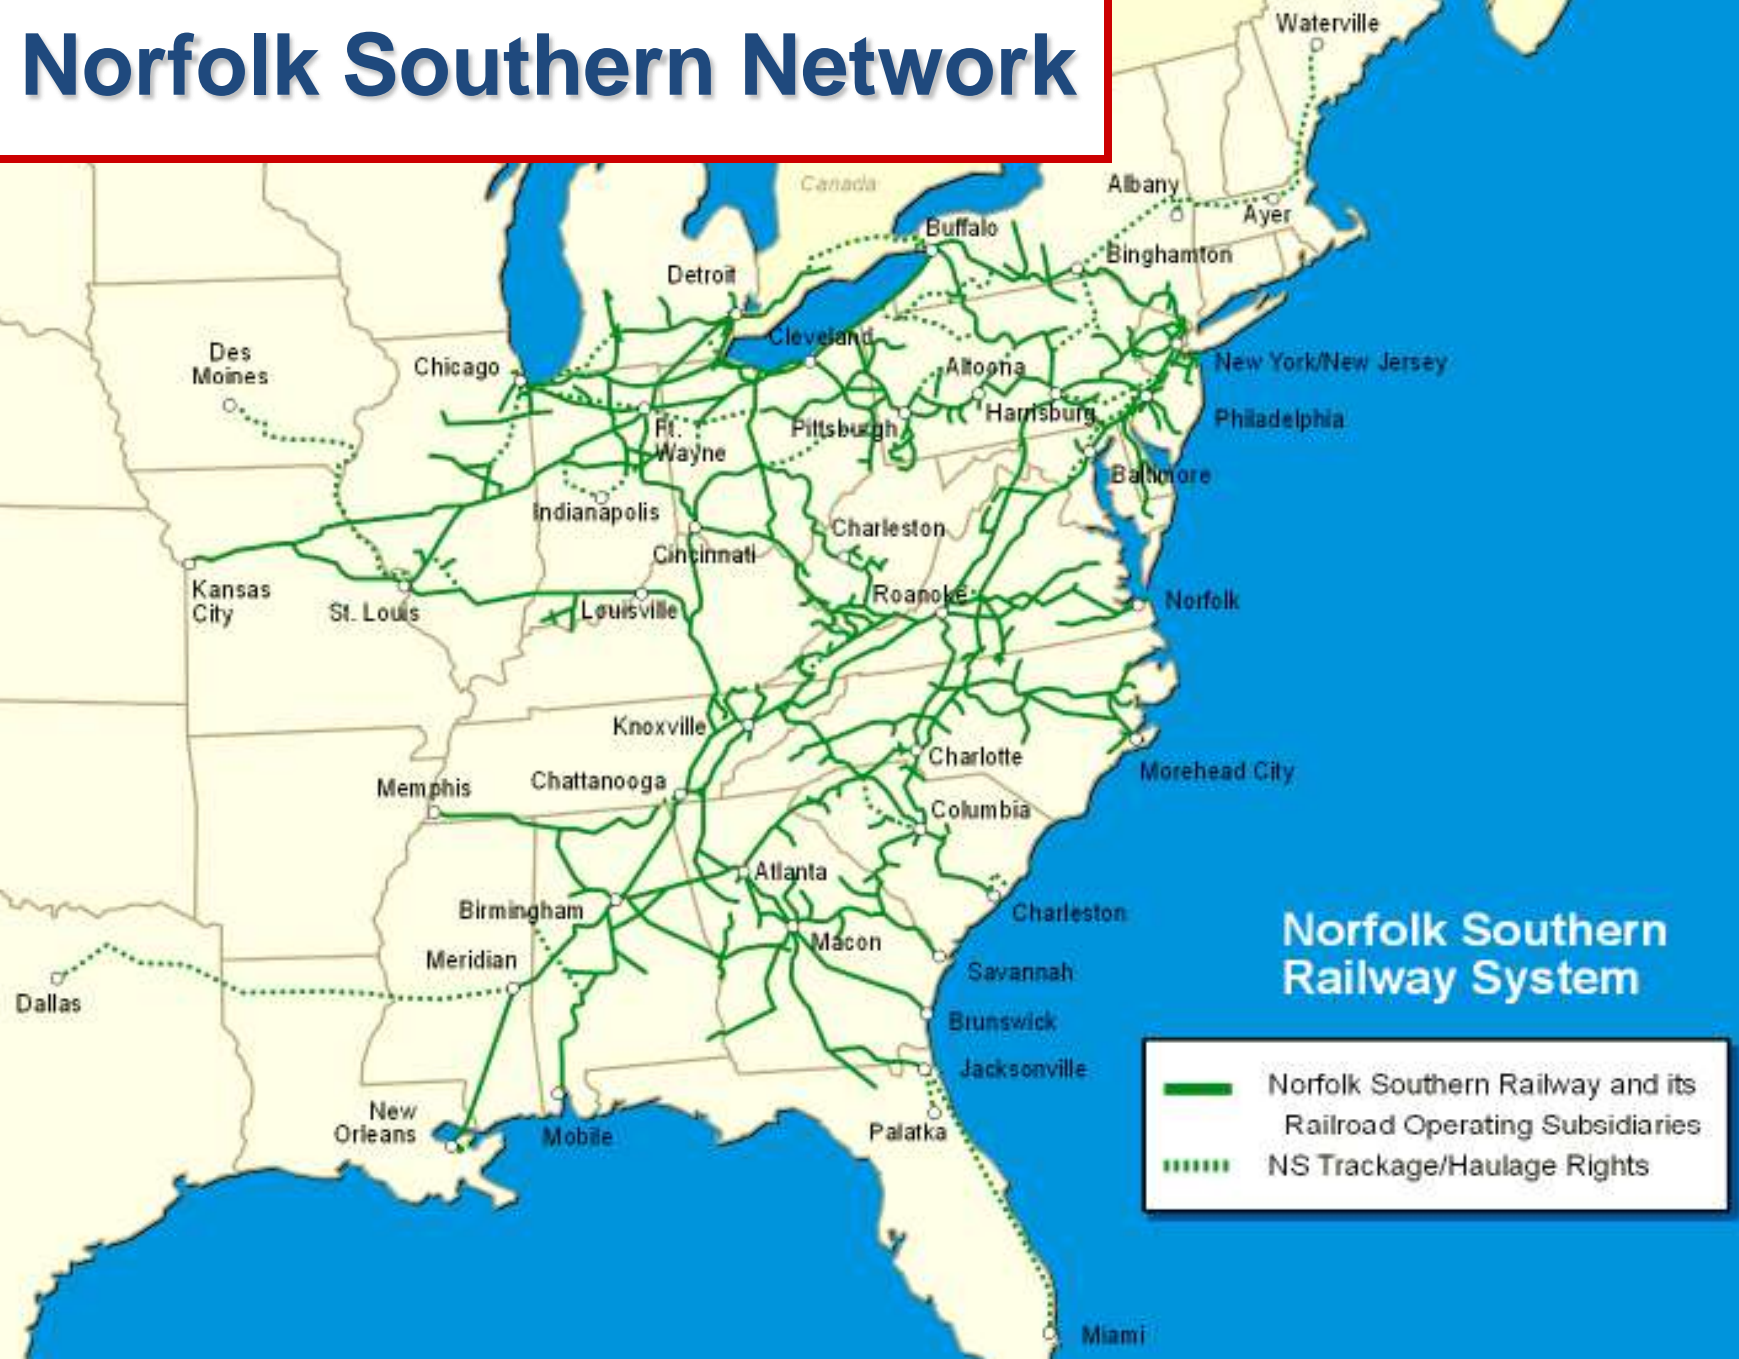 Norfolk Southern Network
Waterville
Canada
Albany
Ayer
Buffalo
Binghamton
Detroit
Cleveland
Des
Moines
Chicago
New York/New Jersey
Altoona
Harrisburg
Philadelphia
Pittsburgh
Ft.
Wayne
Baltimore
Indianapolis
Charleston
Cincinnati
Kansas
City
St. Louis
Louisville
Roanoke
Norfolk
Knoxville
Charlotte
Morehead City
Memphis
Chattanooga
Columbia
Atlanta
Birmingham
Charleston
Macon
Meridian
Savannah
Dallas
Brunswick
Jacksonville
New
Orleans
Mobile
Palatka
Miami
Norfolk Southern
Railway System
Norfolk Southern Railway and its
Railroad Operating Subsidiaries
NS Trackage/Haulage Rights